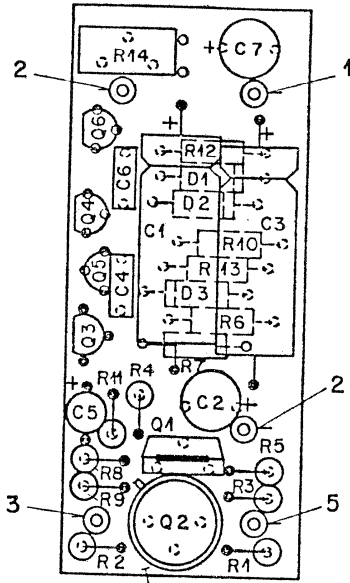 R14
+ C7
2
1
Q6
+
+
R12
C6
D1
D2
Q4
C1
C3
R10
Q5
R13
C4
D3
Q3
R6
R7
R4
+
R11
C5
C2 +
2
Q1
R5
R8
R3
R9
3
Q2
5
R2
R1